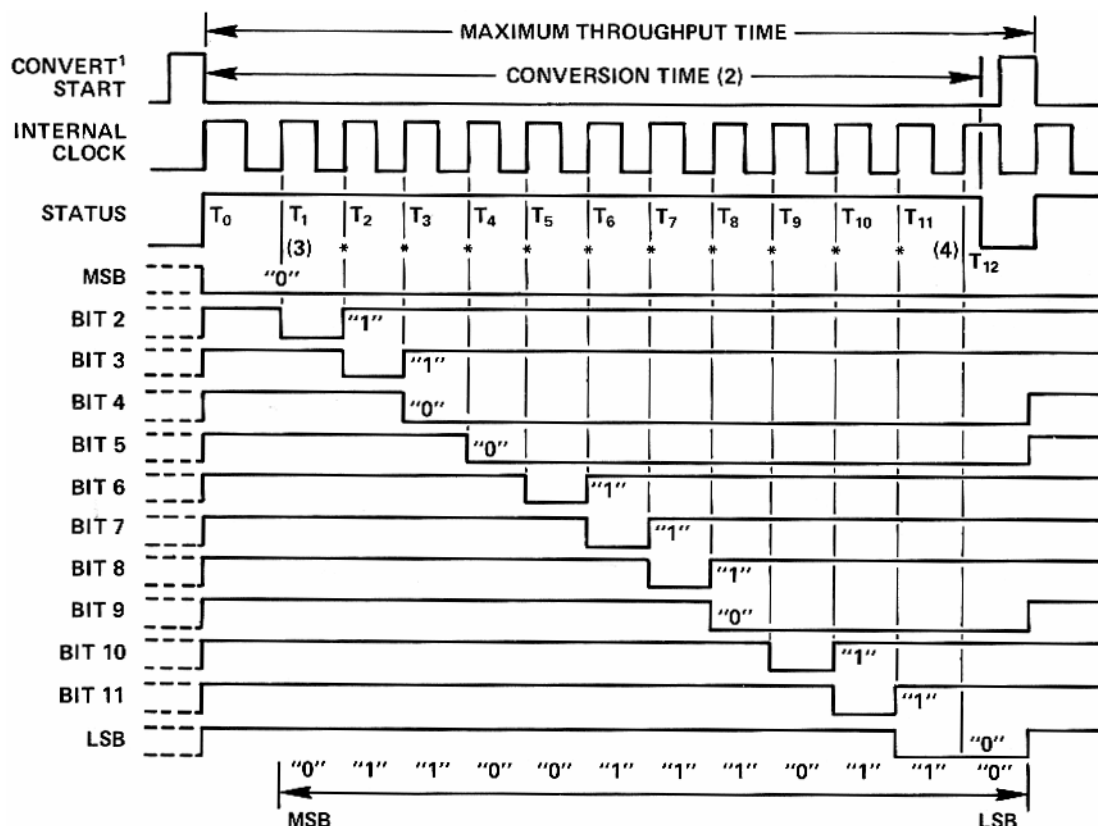 MAXIMUM THROUGHPUT TIME
CONVERT¹
START
CONVERSION TIME (2)
INTERNAL
CLOCK
STATUS
T₀ T₁ T₂ T₃ T₄ T₅ T₆ T₇ T₈ T₉ T₁₀ T₁₁
(3) * * * * * * * * * * (4) T₁₂
MSB "0"
BIT 2 "1"
BIT 3 "1"
BIT 4 "0"
BIT 5 "0"
BIT 6 "1"
BIT 7 "1"
BIT 8 "1"
BIT 9 "0"
BIT 10 "1"
BIT 11 "1"
LSB "0"
"0" "1" "1" "0" "0" "1" "1" "1" "0" "1" "1" "0"
MSB LSB